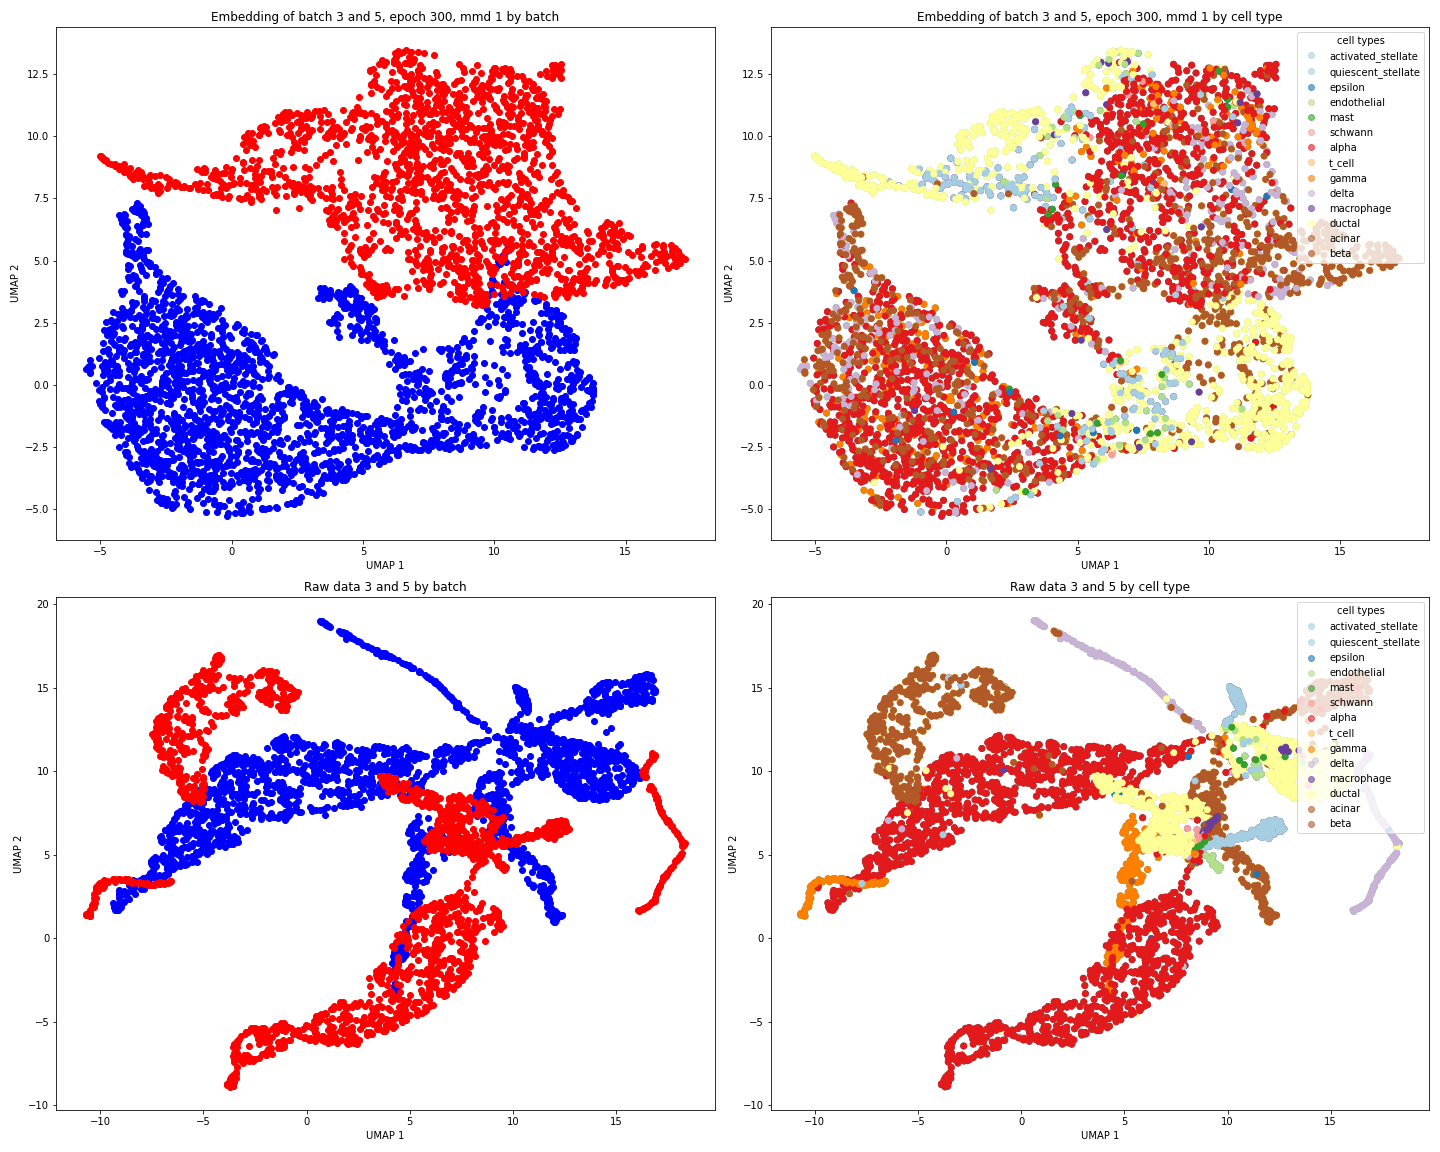 Embedding of batch 3 and 5, epoch 300, mmd 1 by batch
UMAP 2
12.5
10.0
7.5
5.0
2.5
0.0
−2.5
−5.0
−5 0 5 10 15
UMAP 1
Embedding of batch 3 and 5, epoch 300, mmd 1 by cell type
UMAP 2
12.5
10.0
7.5
5.0
2.5
0.0
−2.5
−5.0
−5 0 5 10 15
UMAP 1
cell types
activated_stellate
quiescent_stellate
epsilon
endothelial
mast
schwann
alpha
t_cell
gamma
delta
macrophage
ductal
acinar
beta
Raw data 3 and 5 by batch
UMAP 2
20
15
10
5
0
−5
−10
−10 −5 0 5 10 15
UMAP 1
Raw data 3 and 5 by cell type
UMAP 2
20
15
10
5
0
−5
−10
−10 −5 0 5 10 15
UMAP 1
cell types
activated_stellate
quiescent_stellate
epsilon
endothelial
mast
schwann
alpha
t_cell
gamma
delta
macrophage
ductal
acinar
beta